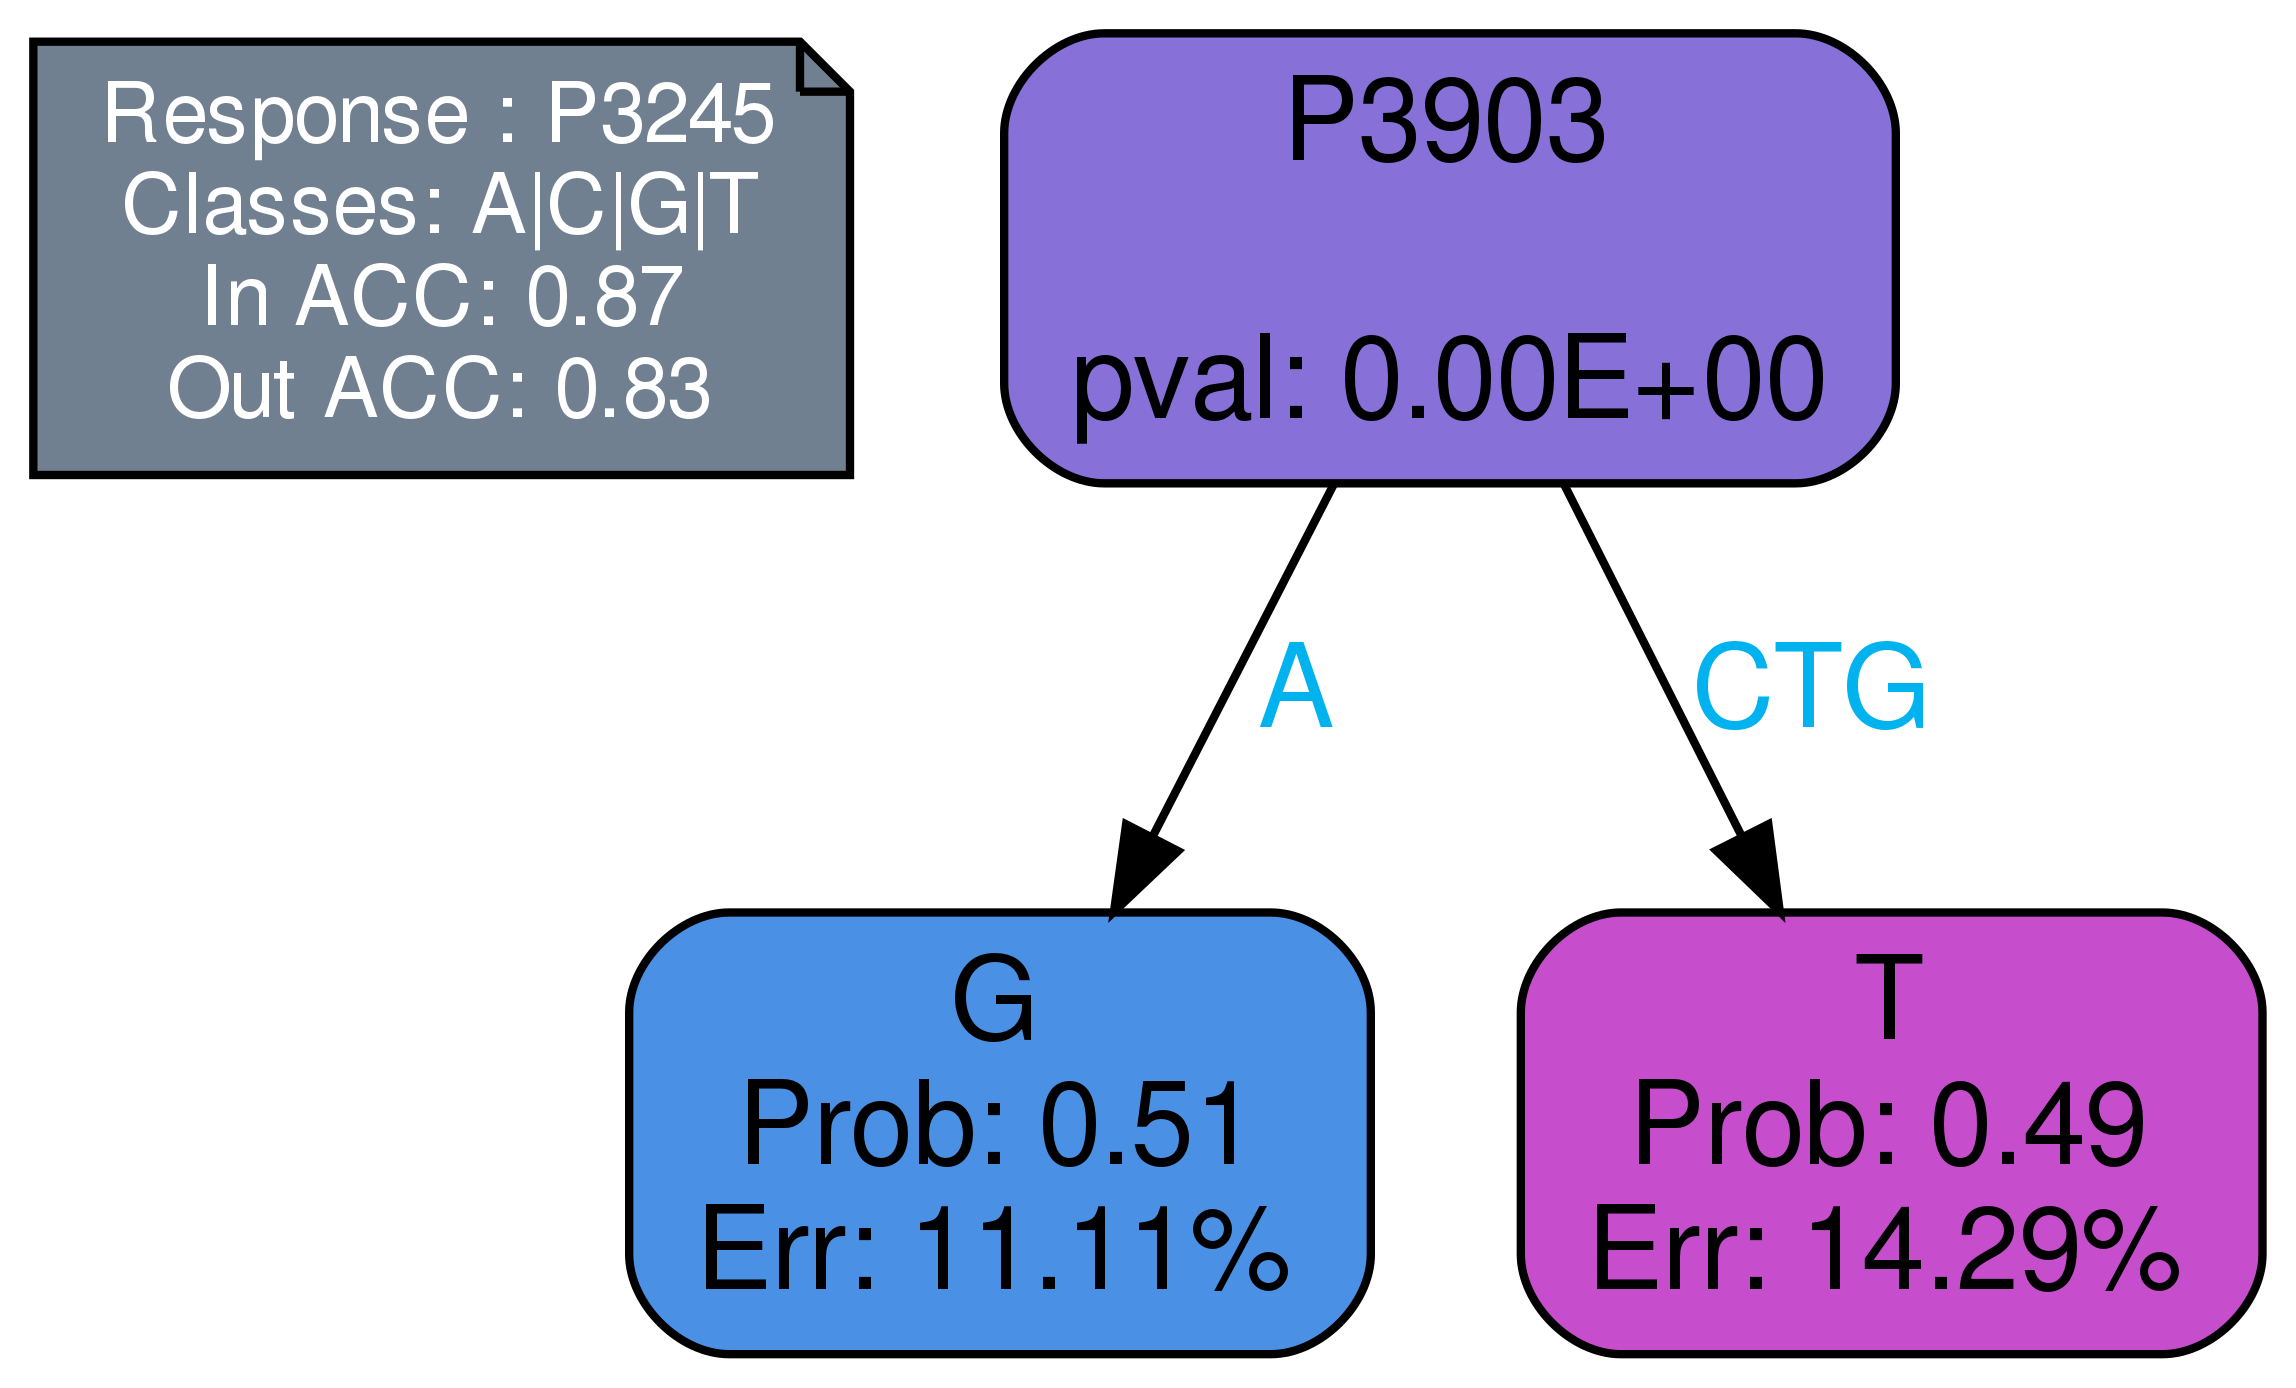 Response : P3245
Classes: A|C|G|T
In ACC: 0.87
Out ACC: 0.83
P3903
pval: 0.00E+00
A
CTG
G
Prob: 0.51
Err: 11.11%
T
Prob: 0.49
Err: 14.29%